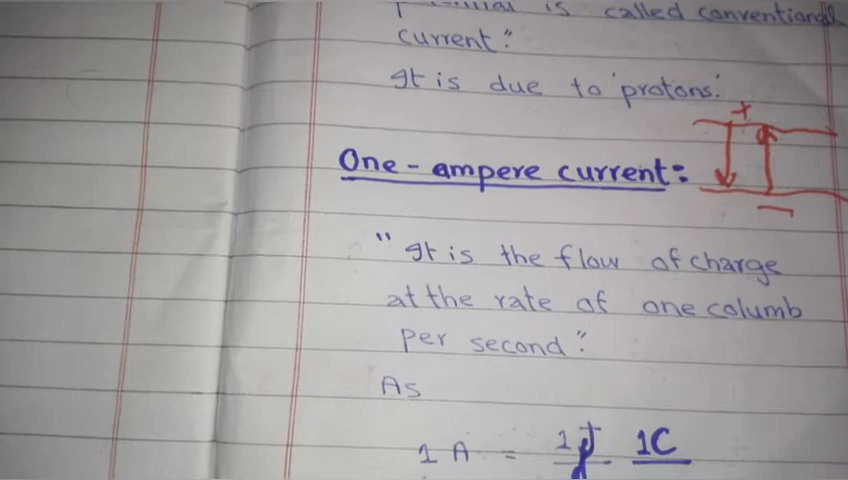 is called conventional
current"
It is due to 'protons'.
+
One-ampere current:
−
"It is the flow of charge
at the rate of one columb
per second".
As
1 A = 1 1C